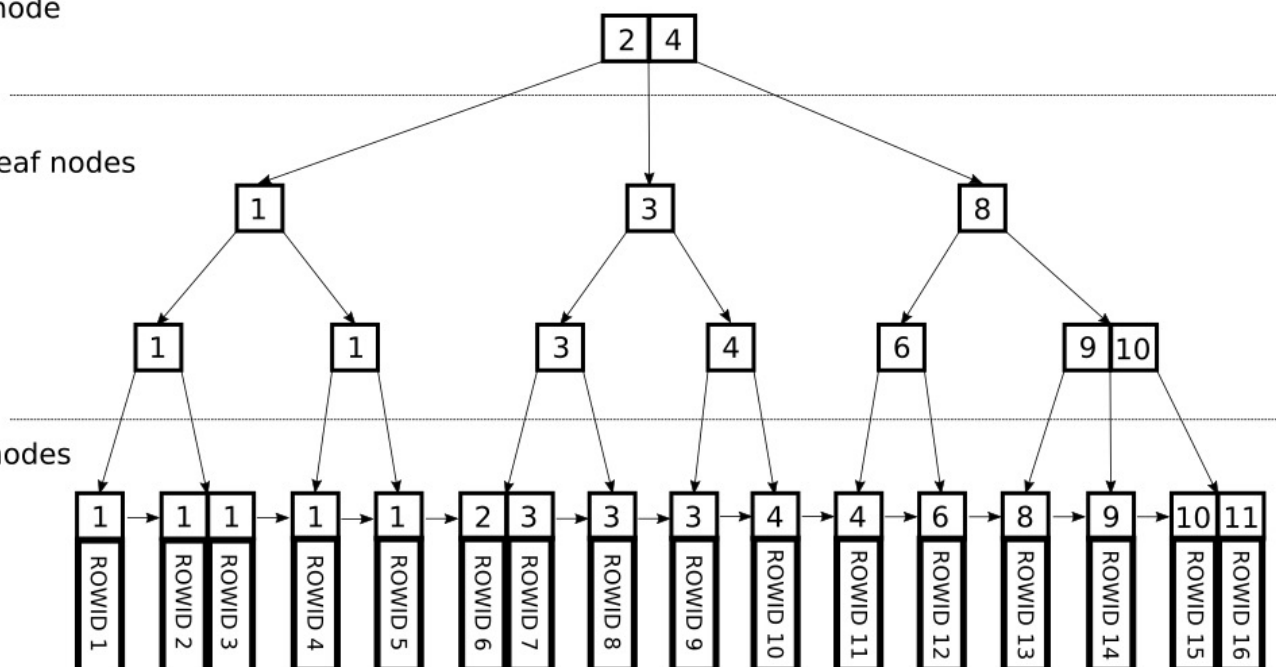 node
2 4
eaf nodes
1 3 8
1 1 3 4 6 9 10
nodes
1 1 1 1 1 2 3 3 3 4 4 6 8 9 10 11
ROWID 1
ROWID 2
ROWID 3
ROWID 4
ROWID 5
ROWID 6
ROWID 7
ROWID 8
ROWID 9
ROWID 10
ROWID 11
ROWID 12
ROWID 13
ROWID 14
ROWID 15
ROWID 16